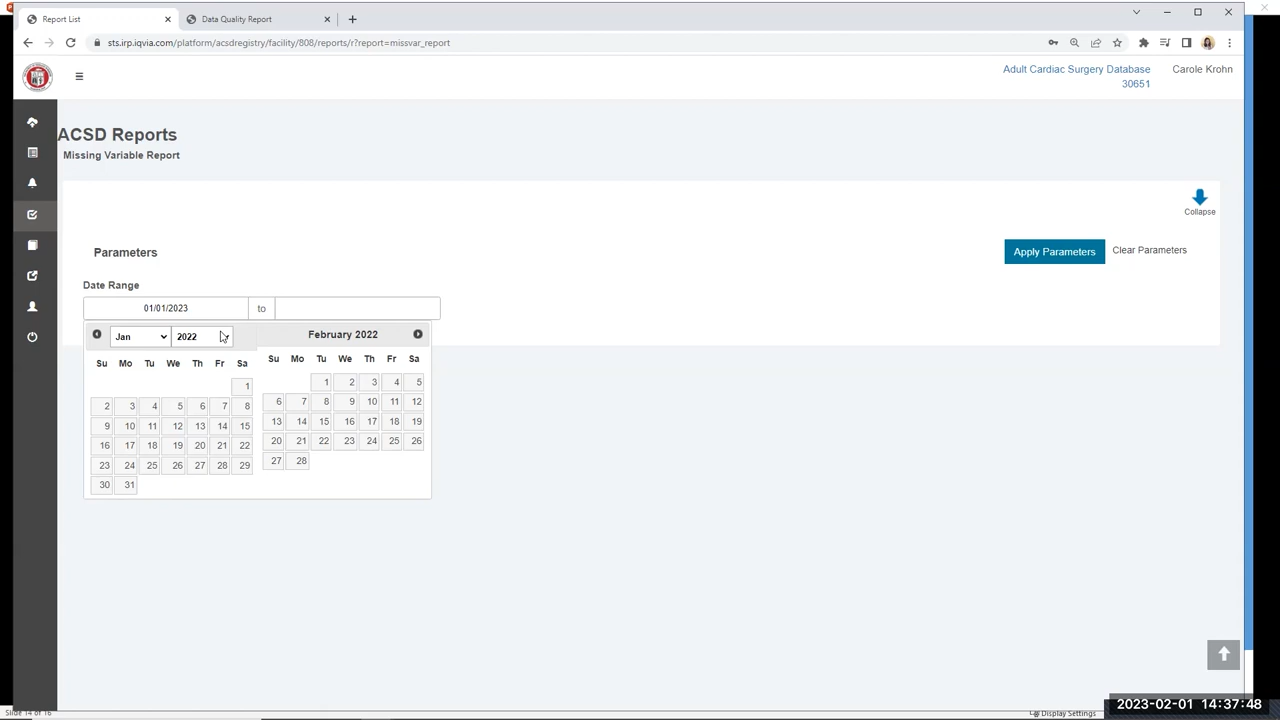 Report List
Data Quality Report
sts.irp.iqvia.com/platform/acsdregistry/facility/808/reports/r?report=missvar_report
Adult Cardiac Surgery Database
30651
Carole Krohn
ACSD Reports
Missing Variable Report
Collapse
Parameters
Apply Parameters
Clear Parameters
Date Range
01/01/2023 to
Jan 2022
Su Mo Tu We Th Fr Sa
1
2 3 4 5 6 7 8
9 10 11 12 13 14 15
16 17 18 19 20 21 22
23 24 25 26 27 28 29
30 31
February 2022
Su Mo Tu We Th Fr Sa
1 2 3 4 5
6 7 8 9 10 11 12
13 14 15 16 17 18 19
20 21 22 23 24 25 26
27 28
Slide 14 of 16
Display Settings
2023-02-01 14:37:48